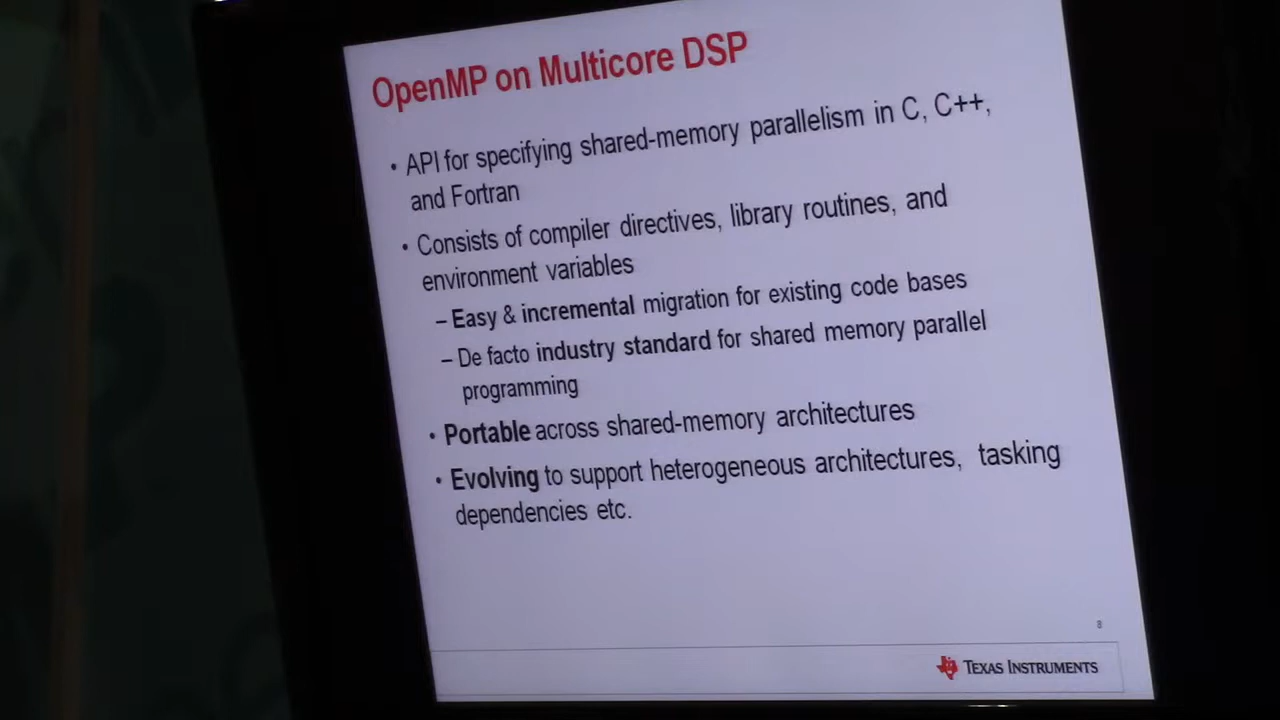 OpenMP on Multicore DSP
• API for specifying shared-memory parallelism in C, C++,
and Fortran
• Consists of compiler directives, library routines, and
environment variables
– Easy & incremental migration for existing code bases
– De facto industry standard for shared memory parallel
programming
• Portable across shared-memory architectures
• Evolving to support heterogeneous architectures, tasking
dependencies etc.
8
TEXAS INSTRUMENTS